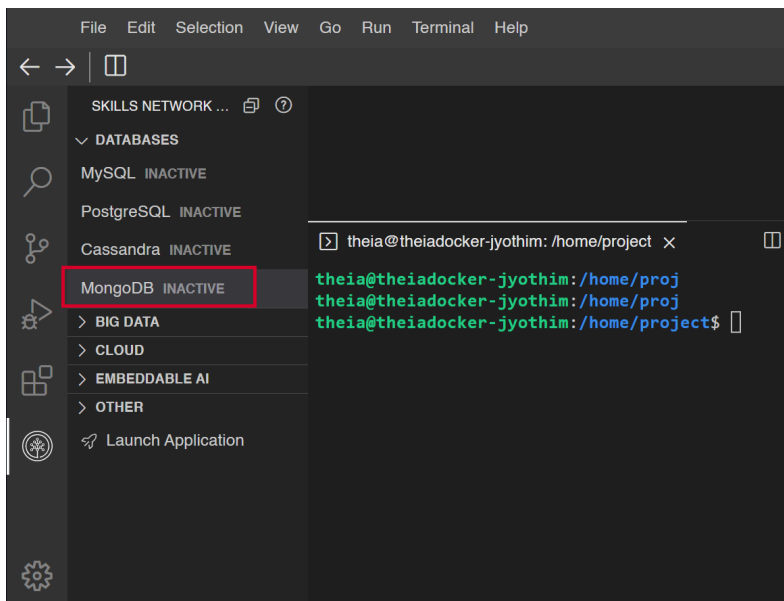 File Edit Selection View Go Run Terminal Help
SKILLS NETWORK ...
DATABASES
MySQL INACTIVE
PostgreSQL INACTIVE
Cassandra INACTIVE
MongoDB INACTIVE
BIG DATA
CLOUD
EMBEDDABLE AI
OTHER
Launch Application
theia@theiadocker-jyothim: /home/project
theia@theiadocker-jyothim:/home/proj
theia@theiadocker-jyothim:/home/proj
theia@theiadocker-jyothim:/home/project$